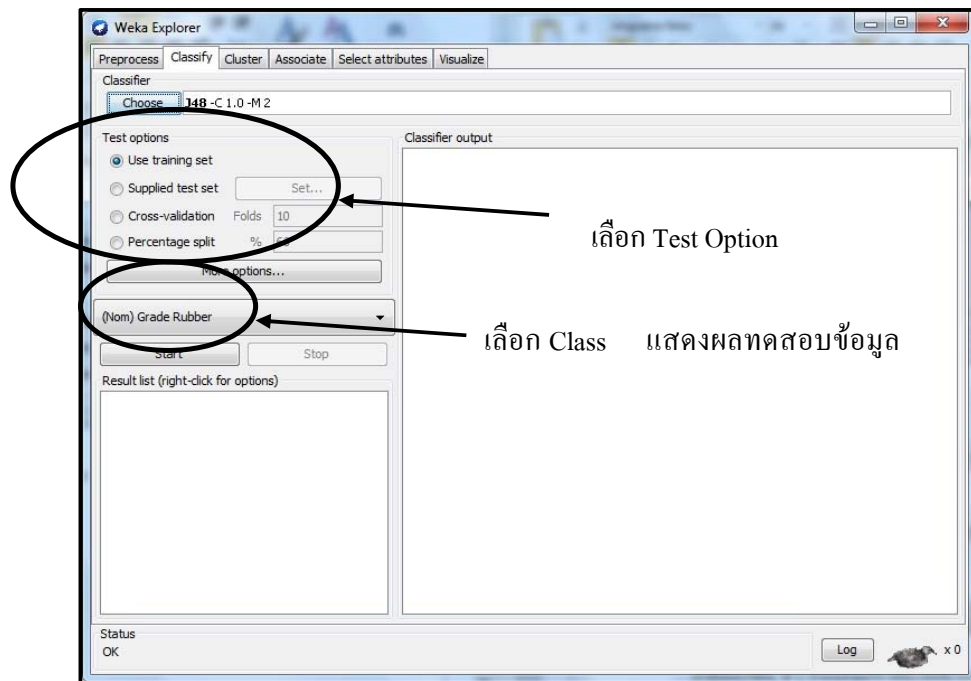 Weka Explorer
Preprocess Classify Cluster Associate Select attributes Visualize
Classifier
Choose J48 -C 1.0 -M 2
Test options
Use training set
Supplied test set Set...
Cross-validation Folds 10
Percentage split %
More options...
(Nom) Grade Rubber
Start Stop
Result list (right-click for options)
Classifier output
เลือก Test Option
เลือก Class แสดงผลทดสอบข้อมูล
Status
OK
Log x 0